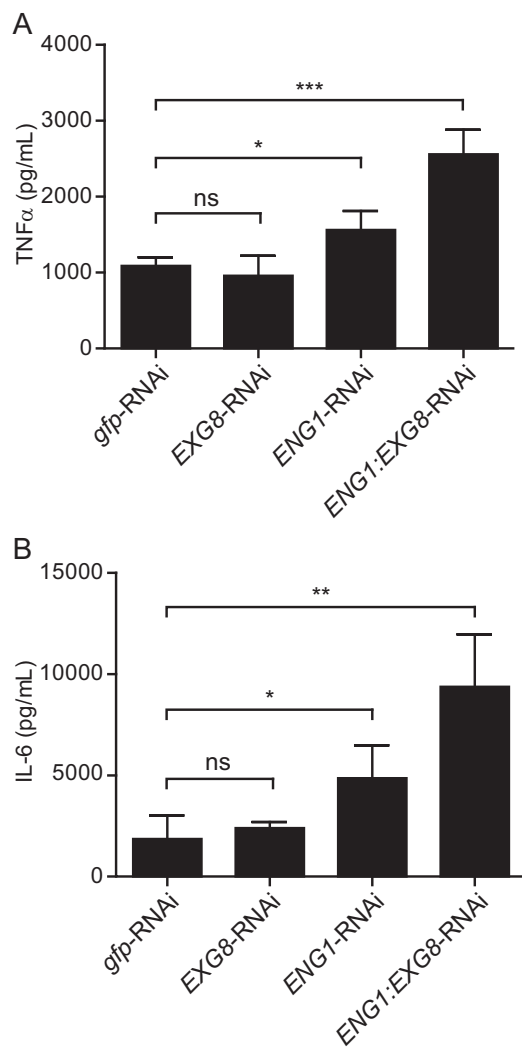 A
4000
3000
2000
1000
0
TNFα (pg/mL)
***
*
ns
gfp-RNAi
EXG8-RNAi
ENG1-RNAi
ENG1:EXG8-RNAi
B
15000
10000
5000
0
IL-6 (pg/mL)
**
*
ns
gfp-RNAi
EXG8-RNAi
ENG1-RNAi
ENG1:EXG8-RNAi